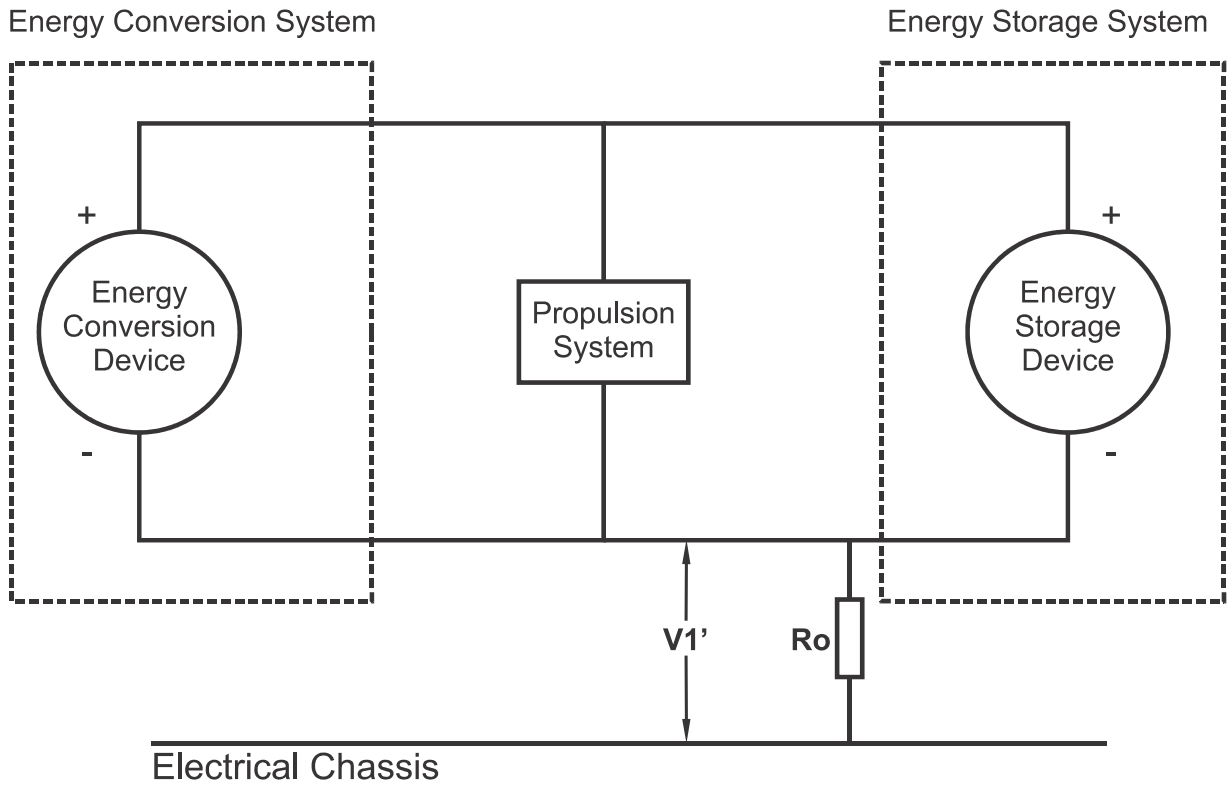 Energy Conversion System
Energy Storage System
+
+
Energy
Conversion
Device
Propulsion
System
Energy
Storage
Device
-
-
V1’
Ro
Electrical Chassis